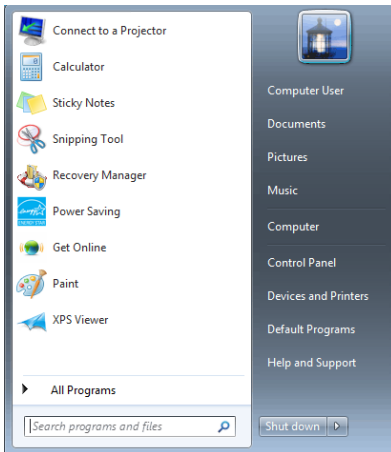 Connect to a Projector
Calculator
Sticky Notes
Snipping Tool
Recovery Manager
Power Saving
Get Online
Paint
XPS Viewer
All Programs
Search programs and files
Computer User
Documents
Pictures
Music
Computer
Control Panel
Devices and Printers
Default Programs
Help and Support
Shut down